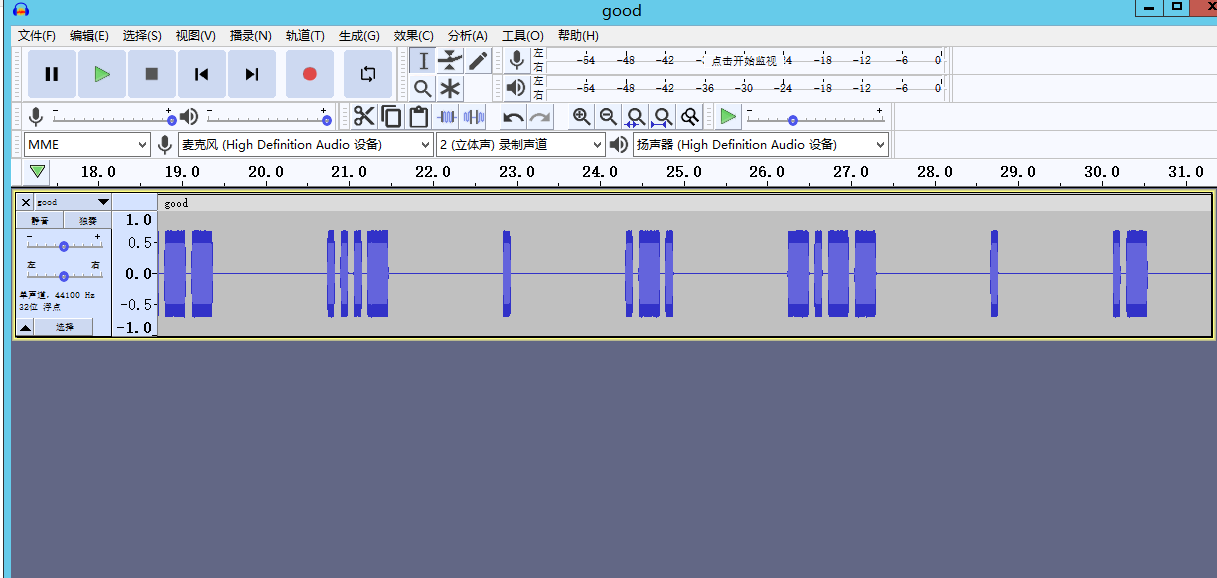 good
文件(F) 编辑(E) 选择(S) 视图(V) 播录(N) 轨道(T) 生成(G) 效果(C) 分析(A) 工具(O) 帮助(H)
左 右 -54 -48 -42 -3 点击开始监视 4 -18 -12 -6 0
左 右 -54 -48 -42 -36 -30 -24 -18 -12 -6 0
- + - + - +
MME 麦克风 (High Definition Audio 设备) 2 (立体声) 录制声道 扬声器 (High Definition Audio 设备)
18.0 19.0 20.0 21.0 22.0 23.0 24.0 25.0 26.0 27.0 28.0 29.0 30.0 31.0
× good good
静音 独奏 1.0
- + 0.5
左 右 0.0
单声道, 44100 Hz
32位 浮点 -0.5
选择 -1.0